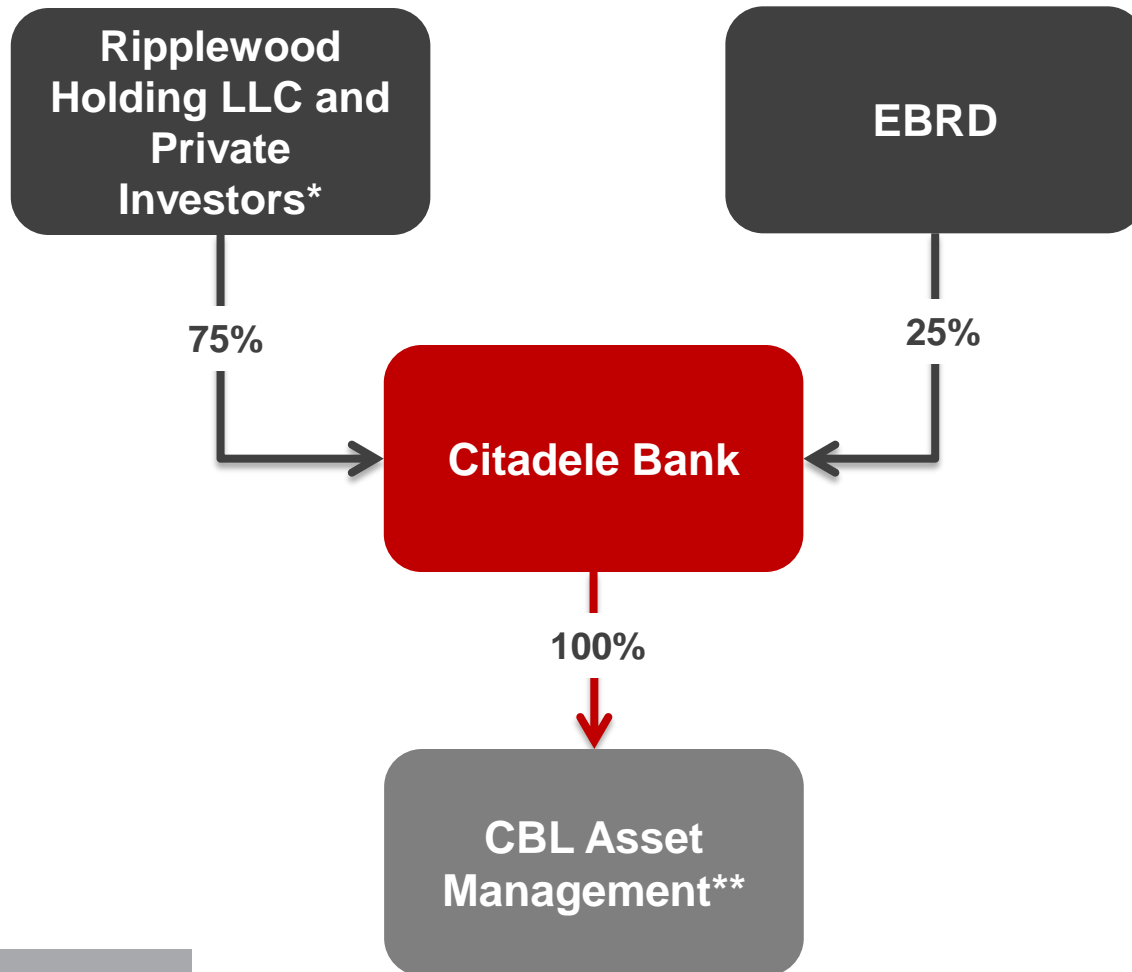 Ripplewood
Holding LLC and
Private
Investors*
EBRD
75%
25%
Citadele Bank
100%
CBL Asset
Management**